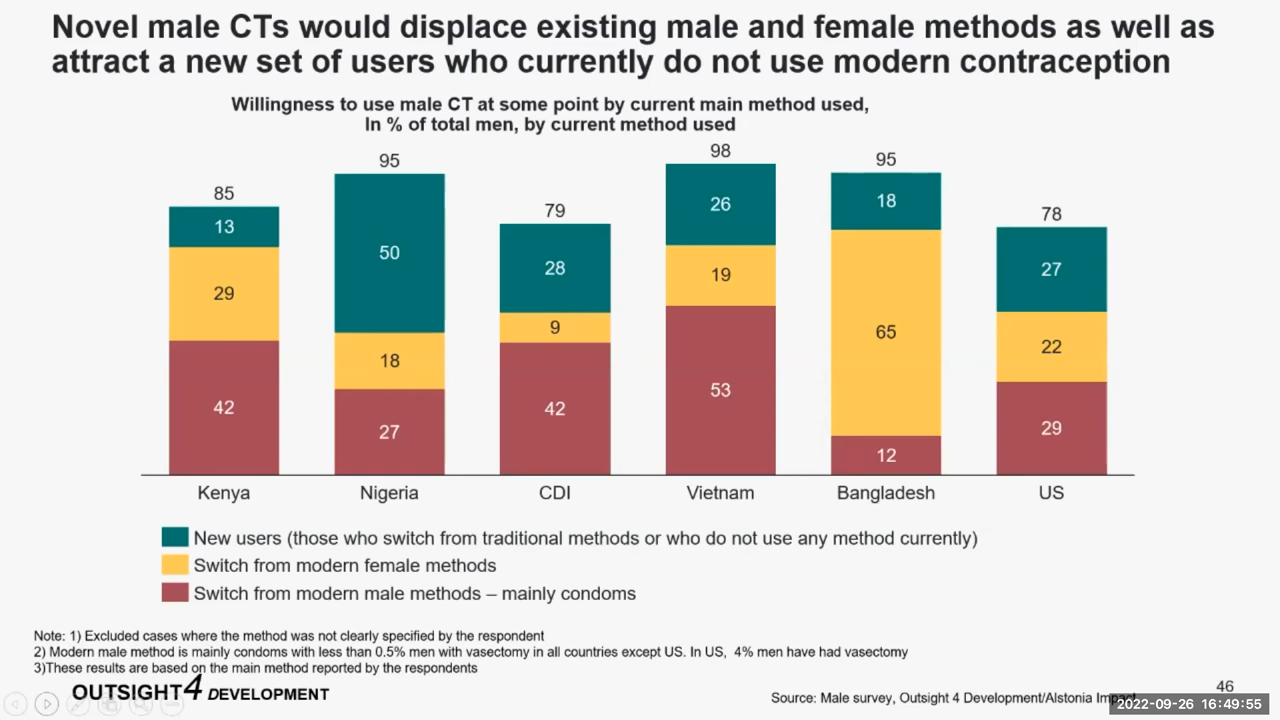 Novel male CTs would displace existing male and female methods as well as
attract a new set of users who currently do not use modern contraception
Willingness to use male CT at some point by current main method used,
In % of total men, by current method used
85
13
29
42
95
50
18
27
79
28
9
42
98
26
19
53
95
18
65
12
78
27
22
29
Kenya Nigeria CDI Vietnam Bangladesh US
New users (those who switch from traditional methods or who do not use any method currently)
Switch from modern female methods
Switch from modern male methods – mainly condoms
Note: 1) Excluded cases where the method was not clearly specified by the respondent
2) Modern male method is mainly condoms with less than 0.5% men with vasectomy in all countries except US. In US, 4% men have had vasectomy
3)These results are based on the main method reported by the respondents
OUTSIGHT4 DEVELOPMENT
46
Source: Male survey, Outsight 4 Development/Alstonia Impact
2022-09-26 16:49:55